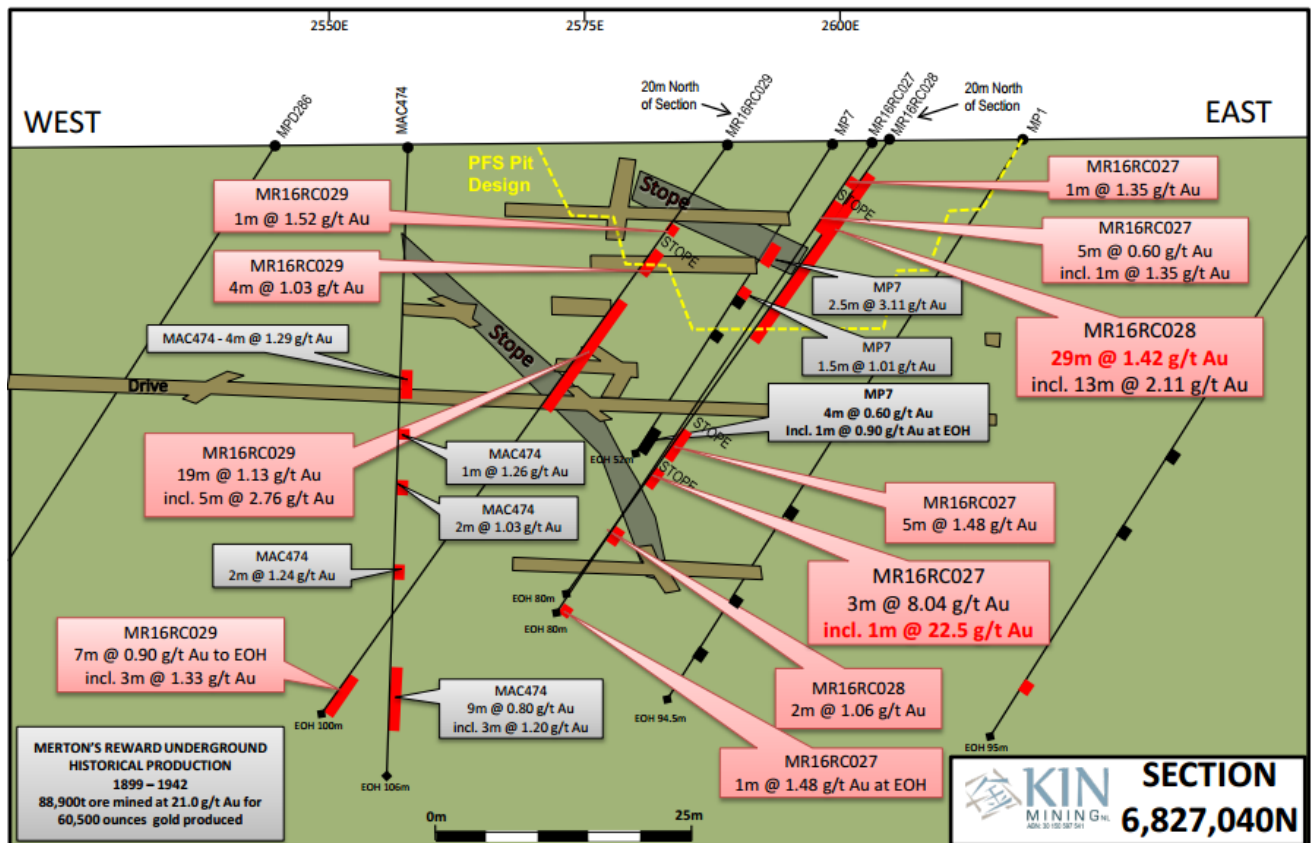 2550E
2575E
2600E
WEST
EAST
MPD286
MAC474
20m North
of Section
MR16RC029
MP7
MR16RC027
MR16RC028
20m North
of Section
MP1
PFS Pit
Design
Stope
Stope
Drive
STOPE
STOPE
STOPE
STOPE
MR16RC029
1m @ 1.52 g/t Au
MR16RC029
4m @ 1.03 g/t Au
MAC474 - 4m @ 1.29 g/t Au
MR16RC029
19m @ 1.13 g/t Au
incl. 5m @ 2.76 g/t Au
MAC474
1m @ 1.26 g/t Au
MAC474
2m @ 1.03 g/t Au
MAC474
2m @ 1.24 g/t Au
MR16RC029
7m @ 0.90 g/t Au to EOH
incl. 3m @ 1.33 g/t Au
MAC474
9m @ 0.80 g/t Au
incl. 3m @ 1.20 g/t Au
MR16RC027
1m @ 1.35 g/t Au
MR16RC027
5m @ 0.60 g/t Au
incl. 1m @ 1.35 g/t Au
MP7
2.5m @ 3.11 g/t Au
MR16RC028
29m @ 1.42 g/t Au
incl. 13m @ 2.11 g/t Au
MP7
1.5m @ 1.01 g/t Au
MP7
4m @ 0.60 g/t Au
Incl. 1m @ 0.90 g/t Au at EOH
MR16RC027
5m @ 1.48 g/t Au
MR16RC027
3m @ 8.04 g/t Au
incl. 1m @ 22.5 g/t Au
MR16RC028
2m @ 1.06 g/t Au
MR16RC027
1m @ 1.48 g/t Au at EOH
EOH 52m
EOH 80m
EOH 80m
EOH 94.5m
EOH 95m
EOH 100m
EOH 106m
MERTON'S REWARD UNDERGROUND
HISTORICAL PRODUCTION
1899 – 1942
88,900t ore mined at 21.0 g/t Au for
60,500 ounces gold produced
0m
25m
KIN
MINING NL
ABN: 30 150 597 541
SECTION
6,827,040N